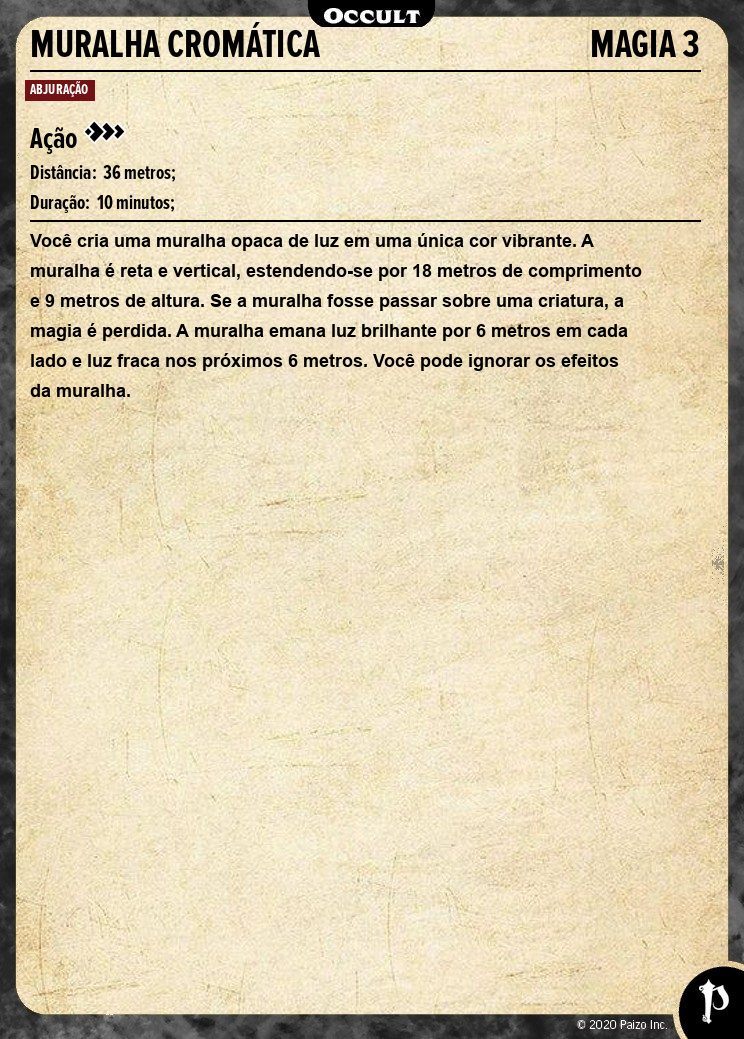 Occult
MURALHA CROMÁTICA MAGIA 3
ABJURAÇÃO
Ação
Distância: 36 metros;
Duração: 10 minutos;
Você cria uma muralha opaca de luz em uma única cor vibrante. A
muralha é reta e vertical, estendendo-se por 18 metros de comprimento
e 9 metros de altura. Se a muralha fosse passar sobre uma criatura, a
magia é perdida. A muralha emana luz brilhante por 6 metros em cada
lado e luz fraca nos próximos 6 metros. Você pode ignorar os efeitos
da muralha.
© 2020 Paizo Inc.
P